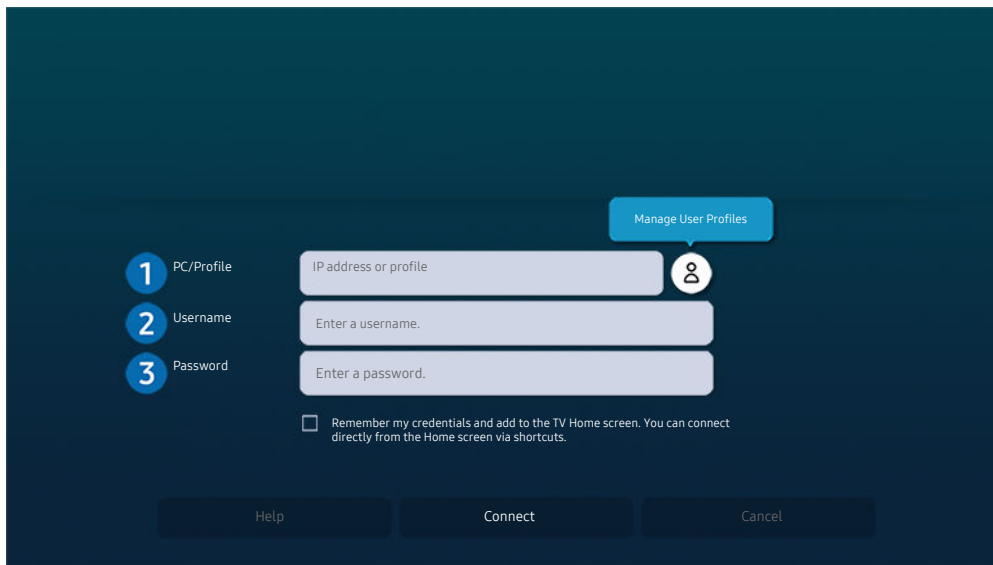 Manage User Profiles
1 PC/Profile IP address or profile
2 Username Enter a username.
3 Password Enter a password.
Remember my credentials and add to the TV Home screen. You can connect
directly from the Home screen via shortcuts.
Help Connect Cancel